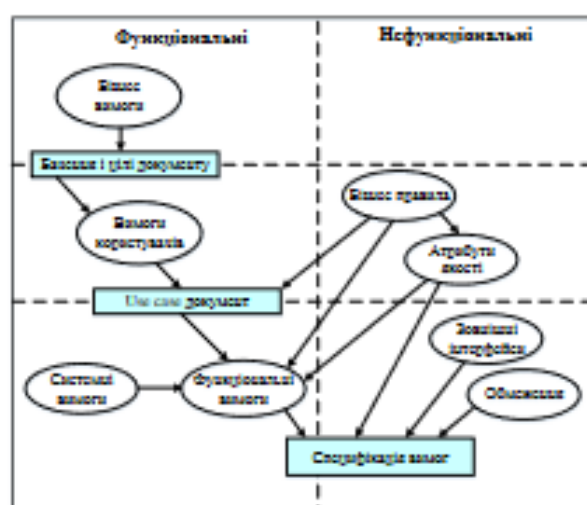 Функціональні
Нефункціональні
Бізнес
вимоги
Бачення і цілі документу
Бізнес правила
Вимоги
користувачів
Атрибути
якості
Use case документ
Зовнішні
інтерфейси
Системні
вимоги
Функціональні
вимоги
Обмеження
Специфікація вимог